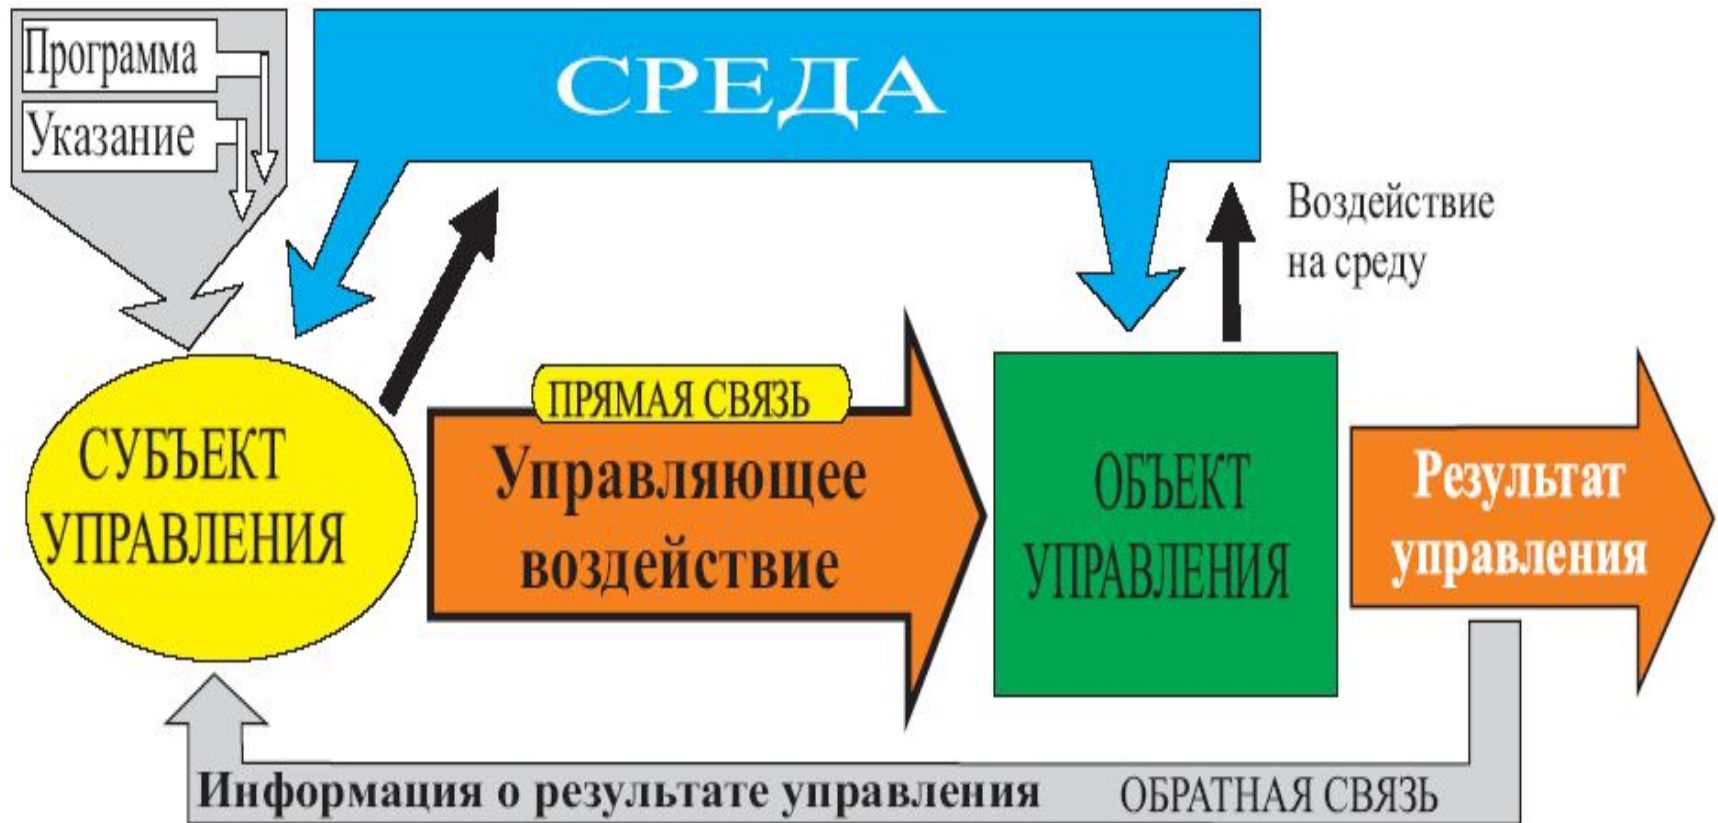 Программа
Указание
СРЕДА
Воздействие
на среду
ПРЯМАЯ СВЯЗЬ
СУБЪЕКТ
УПРАВЛЕНИЯ
Управляющее
воздействие
ОБЪЕКТ
УПРАВЛЕНИЯ
Результат
управления
Информация о результате управления ОБРАТНАЯ СВЯЗЬ